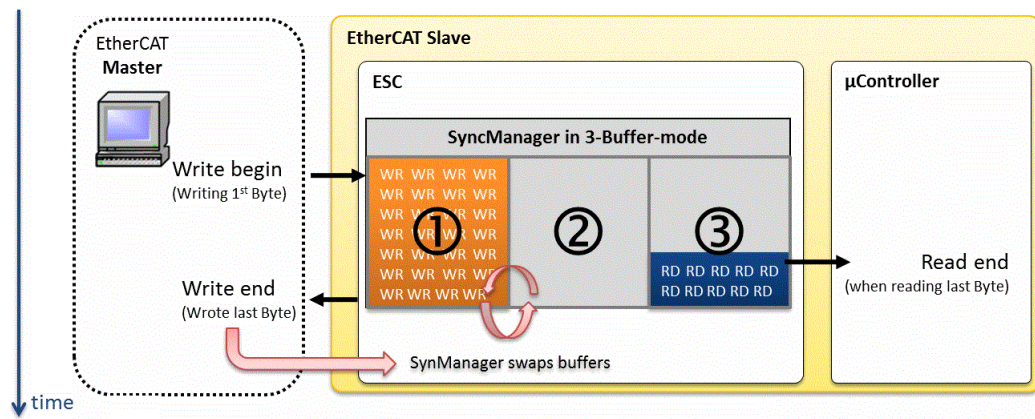 EtherCAT
Master
Write begin
(Writing 1st Byte)
Write end
(Wrote last Byte)
time
EtherCAT Slave
ESC
SyncManager in 3-Buffer-mode
WR WR WR WR
WR WR WR WR
WR WR WR WR
WR WR WR WR
WR WR WR WR
WR WR WR WR
WR WR WR WR
①
②
③
RD RD RD RD RD
RD RD RD RD RD
SynManager swaps buffers
µController
Read end
(when reading last Byte)